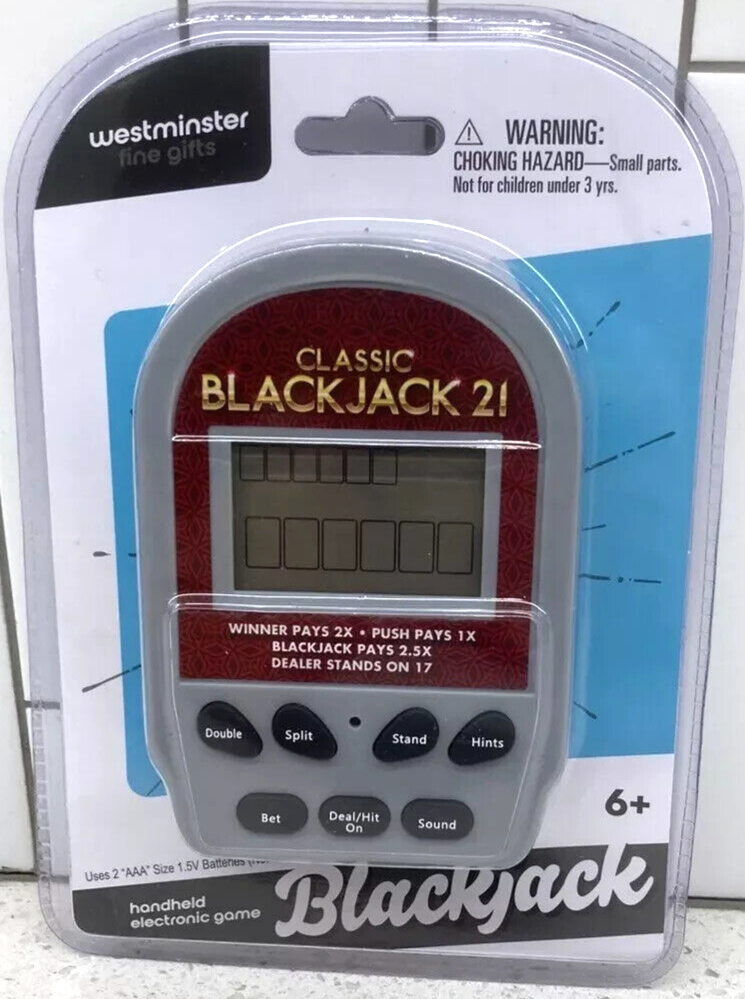 westminster
fine gifts
⚠ WARNING:
CHOKING HAZARD—Small parts.
Not for children under 3 yrs.
CLASSIC
BLACKJACK 21
WINNER PAYS 2X • PUSH PAYS 1X
BLACKJACK PAYS 2.5X
DEALER STANDS ON 17
Double
Split
Stand
Hints
Bet
Deal/Hit
On
Sound
6+
Uses 2 "AAA" Size 1.5V Batteries
handheld
electronic game
Blackjack